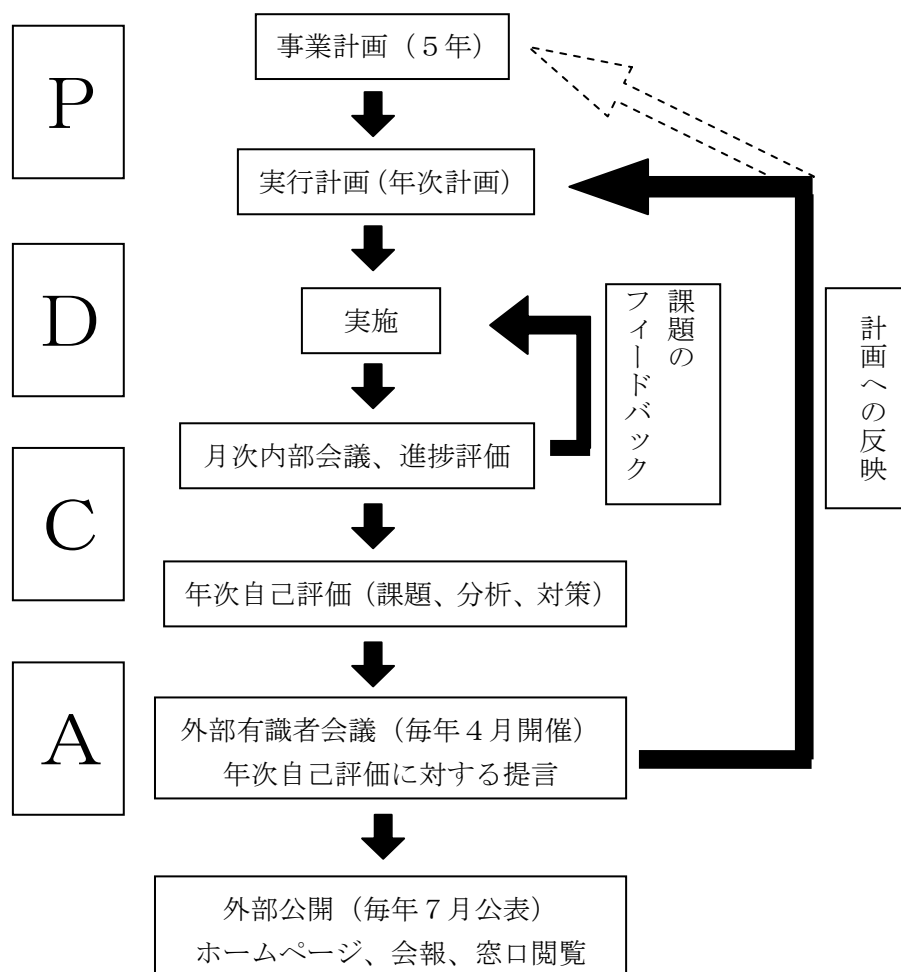 P
事業計画（５年）
実行計画（年次計画）
D
実施
課題の
フィードバック
計画への反映
月次内部会議、進捗評価
C
年次自己評価（課題、分析、対策）
A
外部有識者会議（毎年４月開催）
年次自己評価に対する提言
外部公開（毎年７月公表）
ホームページ、会報、窓口閲覧